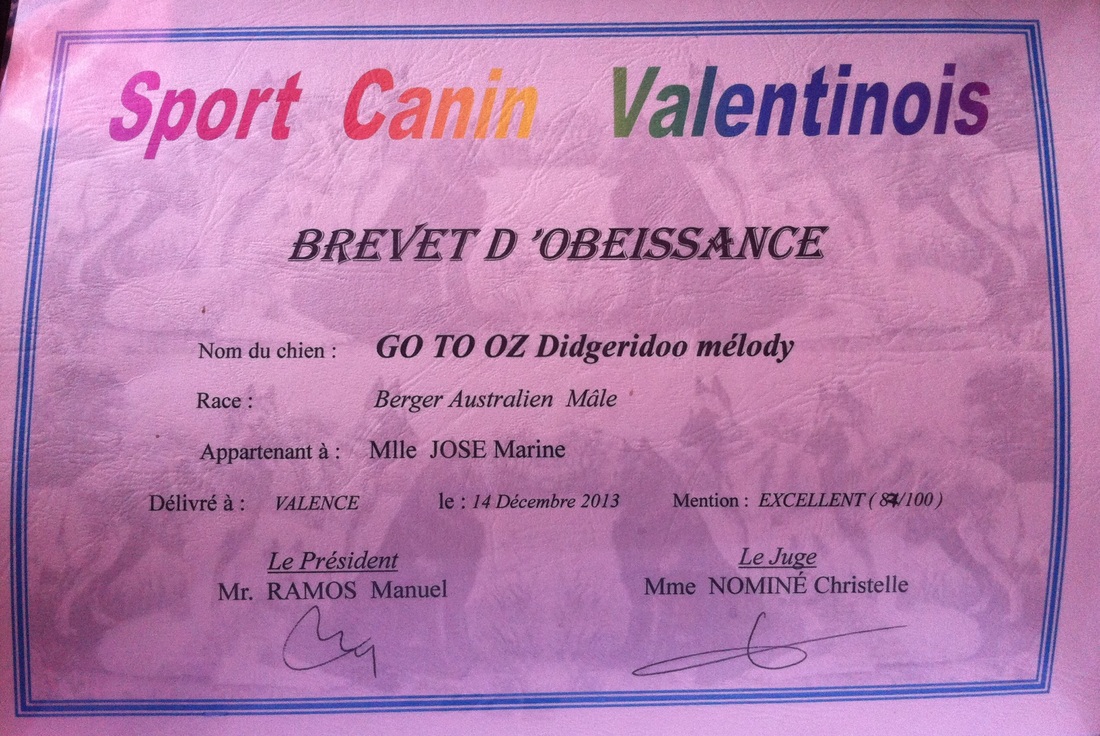 Sport Canin Valentinois
BREVET D 'OBEISSANCE
Nom du chien : GO TO OZ Didgeridoo mélody
Race : Berger Australien Mâle
Appartenant à : Mlle JOSE Marine
Délivré à : VALENCE le : 14 Décembre 2013 Mention : EXCELLENT ( /100 )
Le Président Le Juge
Mr. RAMOS Manuel Mme NOMINÉ Christelle